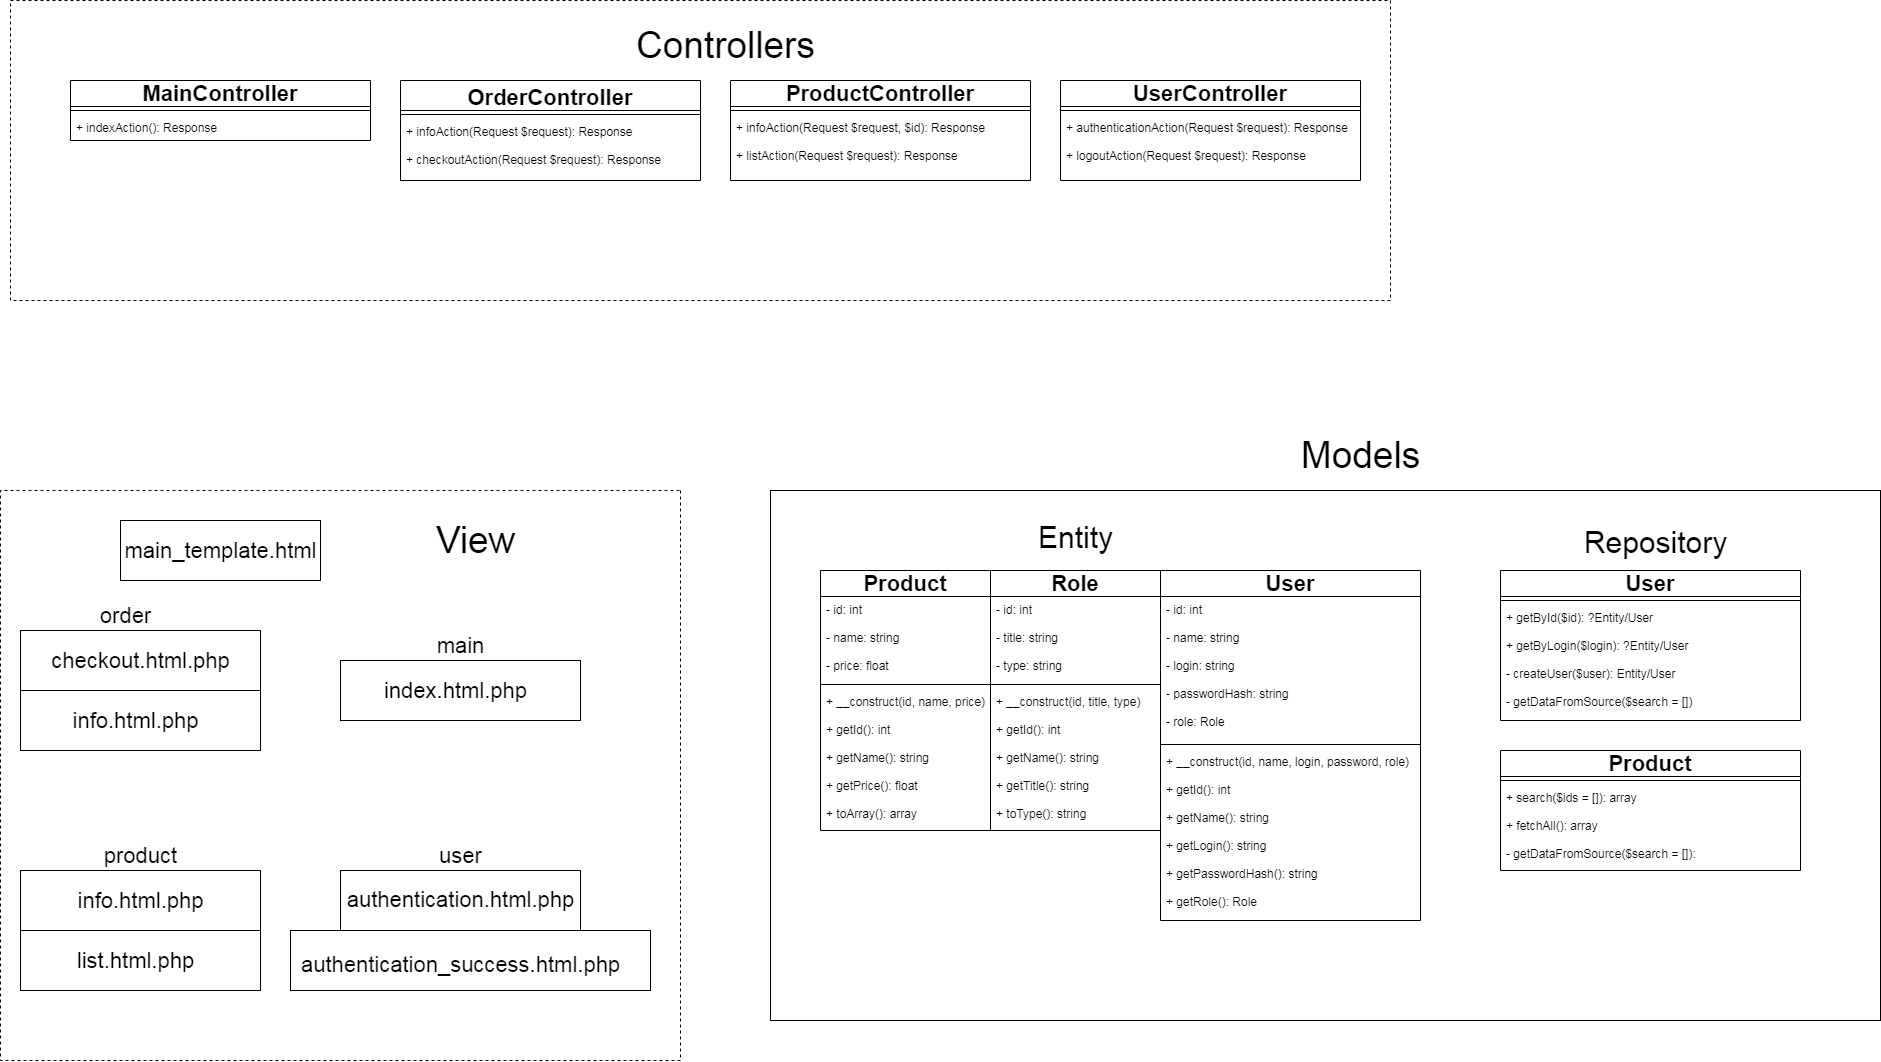 Controllers
MainController
+ indexAction(): Response
OrderController
+ infoAction(Request $request): Response
+ checkoutAction(Request $request): Response
ProductController
+ infoAction(Request $request, $id): Response
+ listAction(Request $request): Response
UserController
+ authenticationAction(Request $request): Response
+ logoutAction(Request $request): Response
View
main_template.html
order
checkout.html.php
info.html.php
main
index.html.php
product
info.html.php
list.html.php
user
authentication.html.php
authentication_success.html.php
Models
Entity
Product
- id: int
- name: string
- price: float
+ __construct(id, name, price)
+ getId(): int
+ getName(): string
+ getPrice(): float
+ toArray(): array
Role
- id: int
- title: string
- type: string
+ __construct(id, title, type)
+ getId(): int
+ getName(): string
+ getTitle(): string
+ toType(): string
User
- id: int
- name: string
- login: string
- passwordHash: string
- role: Role
+ __construct(id, name, login, password, role)
+ getId(): int
+ getName(): string
+ getLogin(): string
+ getPasswordHash(): string
+ getRole(): Role
Repository
User
+ getById($id): ?Entity/User
+ getByLogin($login): ?Entity/User
- createUser($user): Entity/User
- getDataFromSource($search = [])
Product
+ search($ids = []): array
+ fetchAll(): array
- getDataFromSource($search = []):